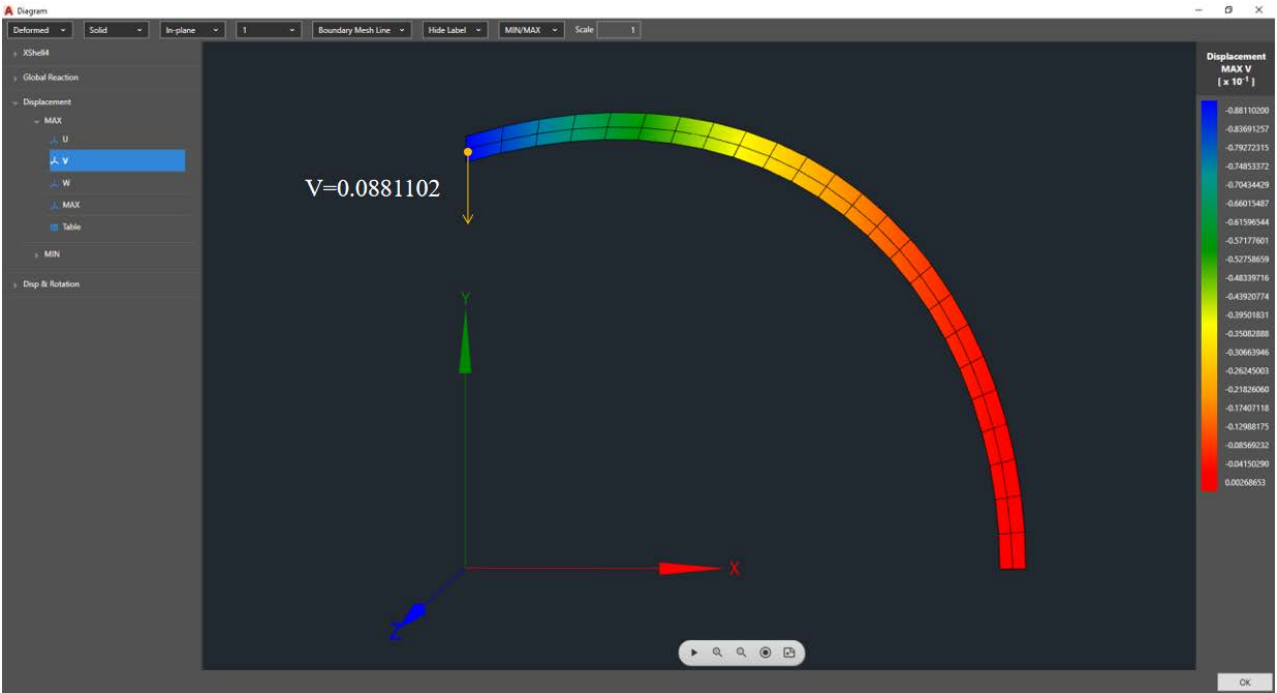 Diagram
Deformed Solid In-plane 1 Boundary Mesh Line Hide Label MIN/MAX Scale 1
XShell4
Global Reaction
Displacement
MAX
U
V
W
MAX
Table
MIN
Disp & Rotation
V=0.0881102
Y
X
Z
Displacement
MAX V
[ x 10-1 ]
-0.88110200
-0.83691257
-0.79272315
-0.74853372
-0.70434429
-0.66015487
-0.61596544
-0.57177601
-0.52758659
-0.48339716
-0.43920774
-0.39501831
-0.35082888
-0.30663946
-0.26245003
-0.21826060
-0.17407118
-0.12988175
-0.08569232
-0.04150290
0.00268653
OK